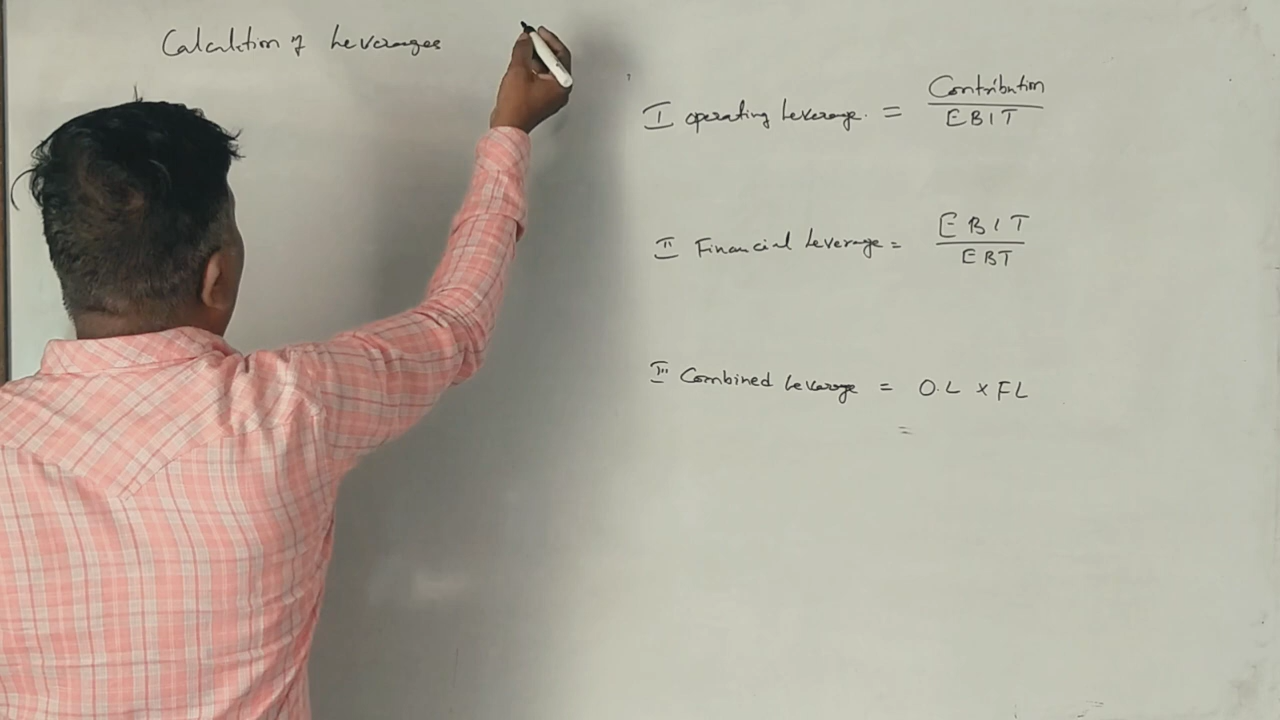 Calculation of Leverages
I operating Leverage. = Contribution
EBIT
II Financial Leverage = EBIT
EBT
III Combined Leverage = O.L x FL
=